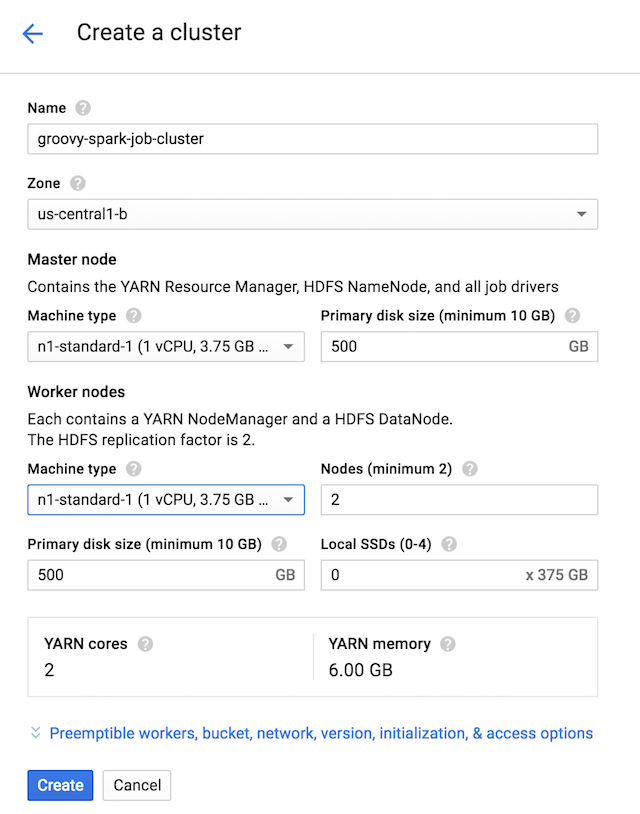 Create a cluster
Name ?
groovy-spark-job-cluster
Zone ?
us-central1-b
Master node
Contains the YARN Resource Manager, HDFS NameNode, and all job drivers
Machine type ? Primary disk size (minimum 10 GB) ?
n1-standard-1 (1 vCPU, 3.75 GB ... 500 GB
Worker nodes
Each contains a YARN NodeManager and a HDFS DataNode.
The HDFS replication factor is 2.
Machine type ? Nodes (minimum 2) ?
n1-standard-1 (1 vCPU, 3.75 GB ... 2
Primary disk size (minimum 10 GB) ? Local SSDs (0-4) ?
500 GB 0 x 375 GB
YARN cores ? YARN memory ?
2 6.00 GB
Preemptible workers, bucket, network, version, initialization, & access options
Create Cancel